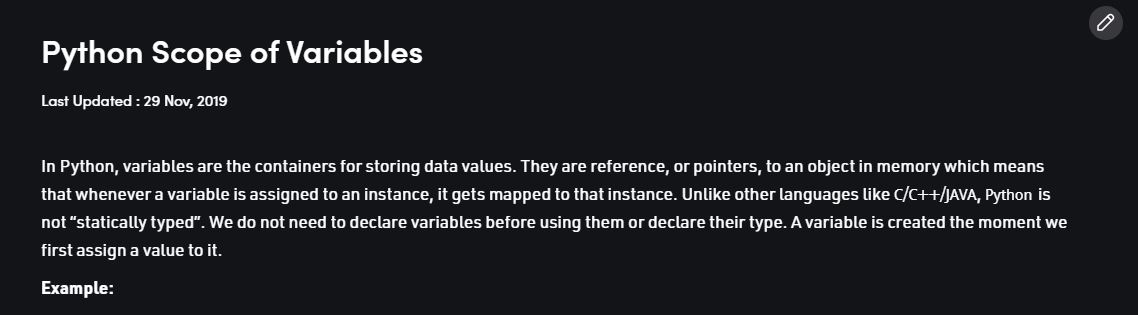 Python Scope of Variables
Last Updated : 29 Nov, 2019
In Python, variables are the containers for storing data values. They are reference, or pointers, to an object in memory which means
that whenever a variable is assigned to an instance, it gets mapped to that instance. Unlike other languages like C/C++/JAVA, Python is
not “statically typed”. We do not need to declare variables before using them or declare their type. A variable is created the moment we
first assign a value to it.
Example: